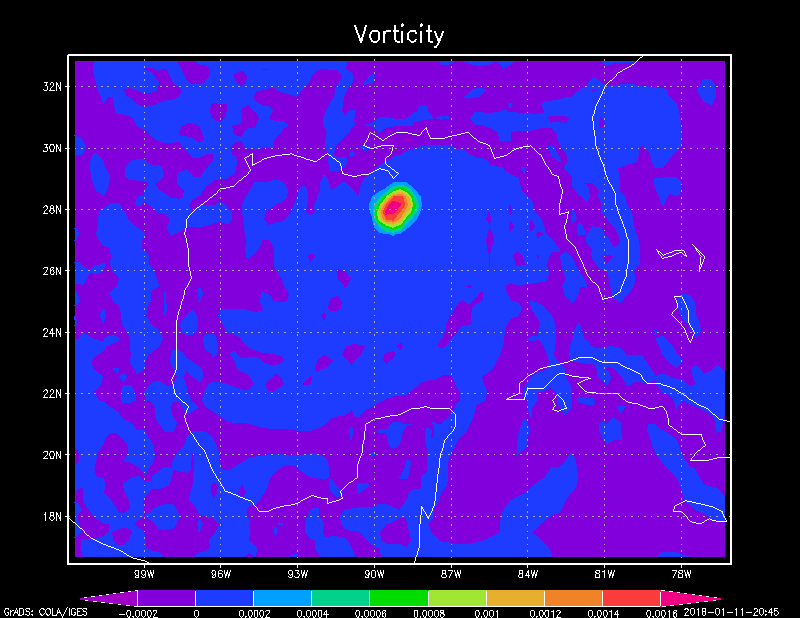 Vorticity
32N
30N
28N
26N
24N
22N
20N
18N
99W 96W 93W 90W 87W 84W 81W 78W
-0.0002 0 0.0002 0.0004 0.0006 0.0008 0.001 0.0012 0.0014 0.0016
GrADS: COLA/IGES 2018-01-11-20:45